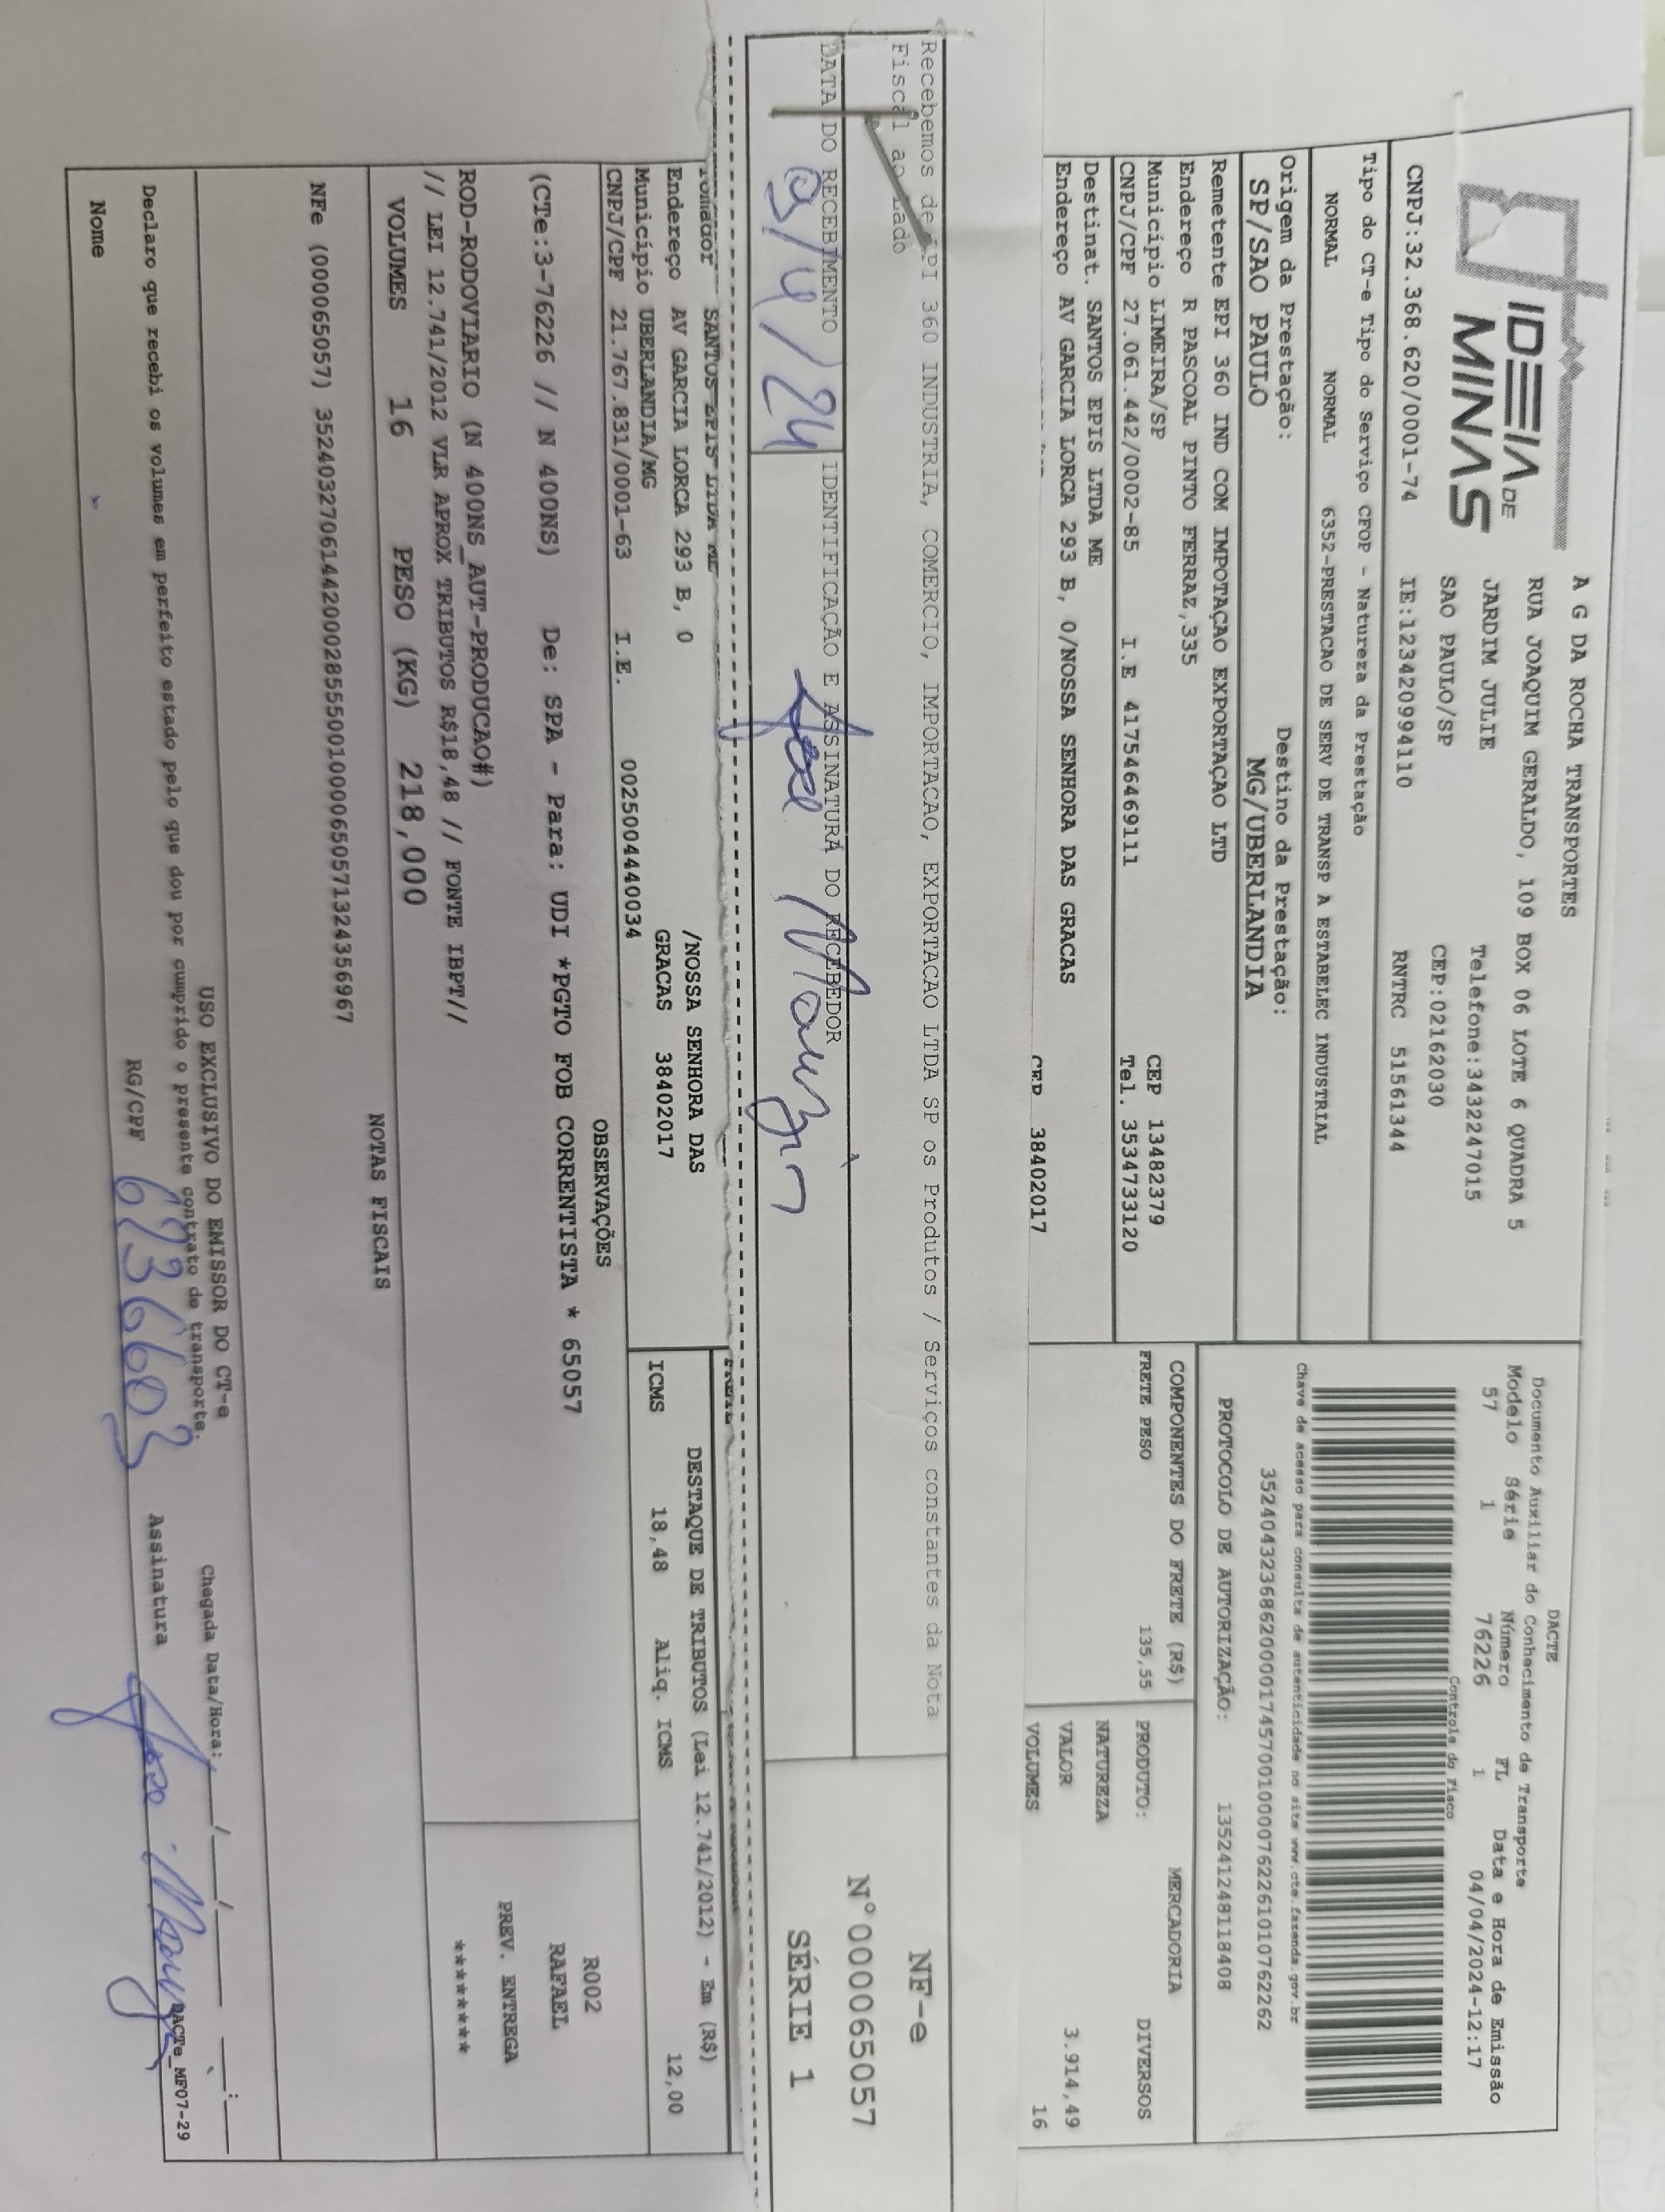 IDEIA DE
MINAS
A G DA ROCHA TRANSPORTES
RUA JOAQUIM GERALDO, 109 BOX 06 LOTE 6 QUADRA 5
JARDIM JULIE Telefone:3432247015
SAO PAULO/SP CEP:02162030
CNPJ:32.368.620/0001-74 IE:123420994110 RNTRC 51561344
Tipo do CT-e Tipo do Serviço CFOP - Natureza da Prestação
NORMAL NORMAL 6352-PRESTACAO DE SERV DE TRANSP A ESTABELEC INDUSTRIAL
Origem da Prestação: Destino da Prestação:
SP/SAO PAULO MG/UBERLANDIA
Remetente EPI 360 IND COM IMPOTAÇAO EXPORTAÇAO LTD
Endereço R PASCOAL PINTO FERRAZ,335
Município LIMEIRA/SP CEP 13482379
CNPJ/CPF 27.061.442/0002-85 I.E 417546469111 Tel. 3534733120
Destinat. SANTOS EPIS LTDA ME
Endereço AV GARCIA LORCA 293 B, 0/NOSSA SENHORA DAS GRACAS
CEP 38402017
DACTE
Documento Auxiliar do Conhecimento de Transporte
Modelo Série Número FL Data e Hora de Emissão
57 1 76226 1 04/04/2024-12:17
Controle do Fisco
Chave de acesso para consulta de autenticidade no site www.cte.fazenda.gov.br
35240432368620000174570010000762261010762262
PROTOCOLO DE AUTORIZAÇÃO: 135241248118408
COMPONENTES DO FRETE (R$)
FRETE PESO 135,55
MERCADORIA
PRODUTO: DIVERSOS
NATUREZA
VALOR 3.914,49
VOLUMES 16
Recebemos de EPI 360 INDUSTRIA, COMERCIO, IMPORTACAO, EXPORTACAO LTDA SP os Produtos / Serviços constantes da Nota
Fiscal ao Lado
DATA DO RECEBIMENTO IDENTIFICAÇÃO E ASSINATURA DO RECEBEDOR
09/4/24
NF-e
N°000065057
SÉRIE 1
Tomador SANTOS EPIS LTDA ME
Endereço AV GARCIA LORCA 293 B, 0 /NOSSA SENHORA DAS
Município UBERLANDIA/MG GRACAS 38402017
CNPJ/CPF 21.767.831/0001-63 I.E. 0025004440034
DESTAQUE DE TRIBUTOS (Lei 12.741/2012) - Em (R$)
ICMS 18,48 Aliq. ICMS 12,00
OBSERVAÇÕES
(CTe:3-76226 // N 400NS) De: SPA - Para: UDI *PGTO FOB CORRENTISTA * 65057
ROD-RODOVIARIO (N 400NS_AUT-PRODUCAO#)
// LEI 12.741/2012 VLR APROX TRIBUTOS R$18,48 // FONTE IBPT//
R002
RAFAEL
PREV. ENTREGA
********
VOLUMES 16 PESO (KG) 218,000
NOTAS FISCAIS
NFe (000065057) 35240327061442000285550010000650571324356967
USO EXCLUSIVO DO EMISSOR DO CT-e
Declaro que recebi os volumes em perfeito estado pelo que dou por cumprido o presente contrato de transporte.
Chegada Data/Hora: ___/___/___ __:__
Nome RG/CPF Assinatura
DACTe_MF07-29